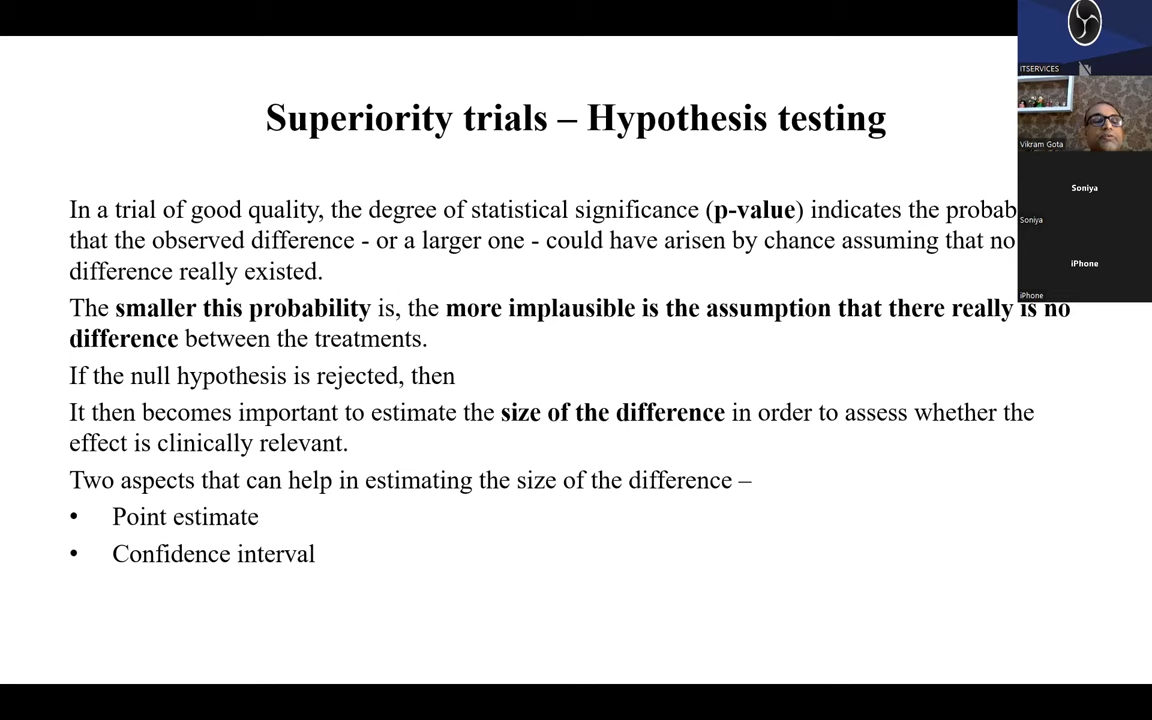 Superiority trials – Hypothesis testing
In a trial of good quality, the degree of statistical significance (p-value) indicates the
that the observed difference - or a larger one - could have arisen by chance assuming that no
difference really existed.
The smaller this probability is, the more implausible is the assumption that there really is no
difference between the treatments.
If the null hypothesis is rejected, then
It then becomes important to estimate the size of the difference in order to assess whether the
effect is clinically relevant.
Two aspects that can help in estimating the size of the difference –
• Point estimate
• Confidence interval
ITSERVICES
Vikram Gota
Soniya
Soniya
iPhone
iPhone